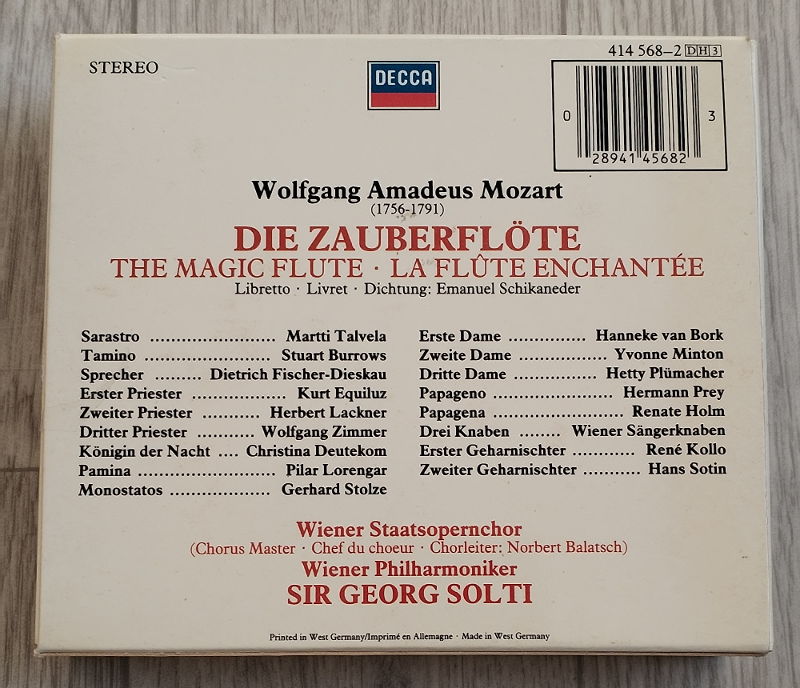 STEREO
DECCA
414 568–2 DH3
0 28941 45682 3
Wolfgang Amadeus Mozart
(1756-1791)
DIE ZAUBERFLÖTE
THE MAGIC FLUTE · LA FLÛTE ENCHANTÉE
Libretto · Livret · Dichtung: Emanuel Schikaneder
Sarastro ........................ Martti Talvela
Tamino ......................... Stuart Burrows
Sprecher ......... Dietrich Fischer-Dieskau
Erster Priester .................. Kurt Equiluz
Zweiter Priester ........... Herbert Lackner
Dritter Priester ........... Wolfgang Zimmer
Königin der Nacht .... Christina Deutekom
Pamina .......................... Pilar Lorengar
Monostatos .................... Gerhard Stolze
Erste Dame ............... Hanneke van Bork
Zweite Dame ................. Yvonne Minton
Dritte Dame ................ Hetty Plümacher
Papageno ......................... Hermann Prey
Papagena .......................... Renate Holm
Drei Knaben ........ Wiener Sängerknaben
Erster Geharnischter ........... René Kollo
Zweiter Geharnischter ........... Hans Sotin
Wiener Staatsopernchor
(Chorus Master · Chef du choeur · Chorleiter: Norbert Balatsch)
Wiener Philharmoniker
SIR GEORG SOLTI
Printed in West Germany/Imprimé en Allemagne · Made in West Germany